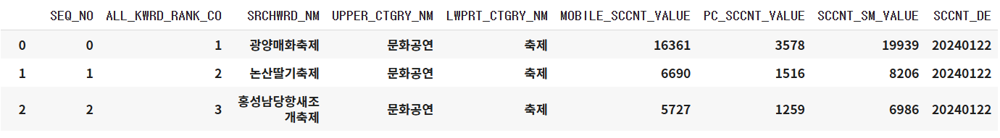 SEQ_NO ALL_KWRD_RANK_CO SRCHWRD_NM UPPER_CTGRY_NM LWPRT_CTGRY_NM MOBILE_SCCNT_VALUE PC_SCCNT_VALUE SCCNT_SM_VALUE SCCNT_DE
0 0 1 광양매화축제 문화공연 축제 16361 3578 19939 20240122
1 1 2 논산딸기축제 문화공연 축제 6690 1516 8206 20240122
2 2 3 홍성남당항새조 문화공연 축제 5727 1259 6986 20240122
개축제